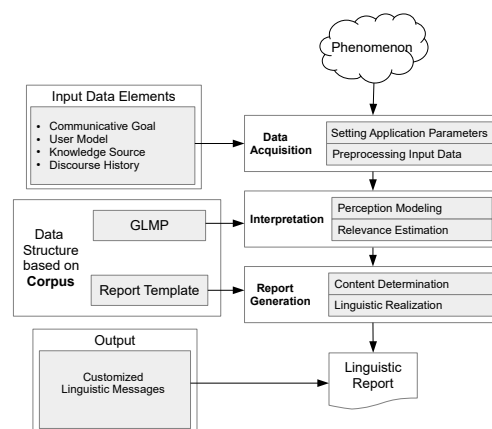 Phenomenon
Input Data Elements
• Communicative Goal
• User Model
• Knowledge Source
• Discourse History
Data
Acquisition
Setting Application Parameters
Preprocessing Input Data
Data
Structure
based on
Corpus
GLMP
Report Template
Interpretation
Perception Modeling
Relevance Estimation
Report
Generation
Content Determination
Linguistic Realization
Output
Customized
Linguistic Messages
Linguistic
Report